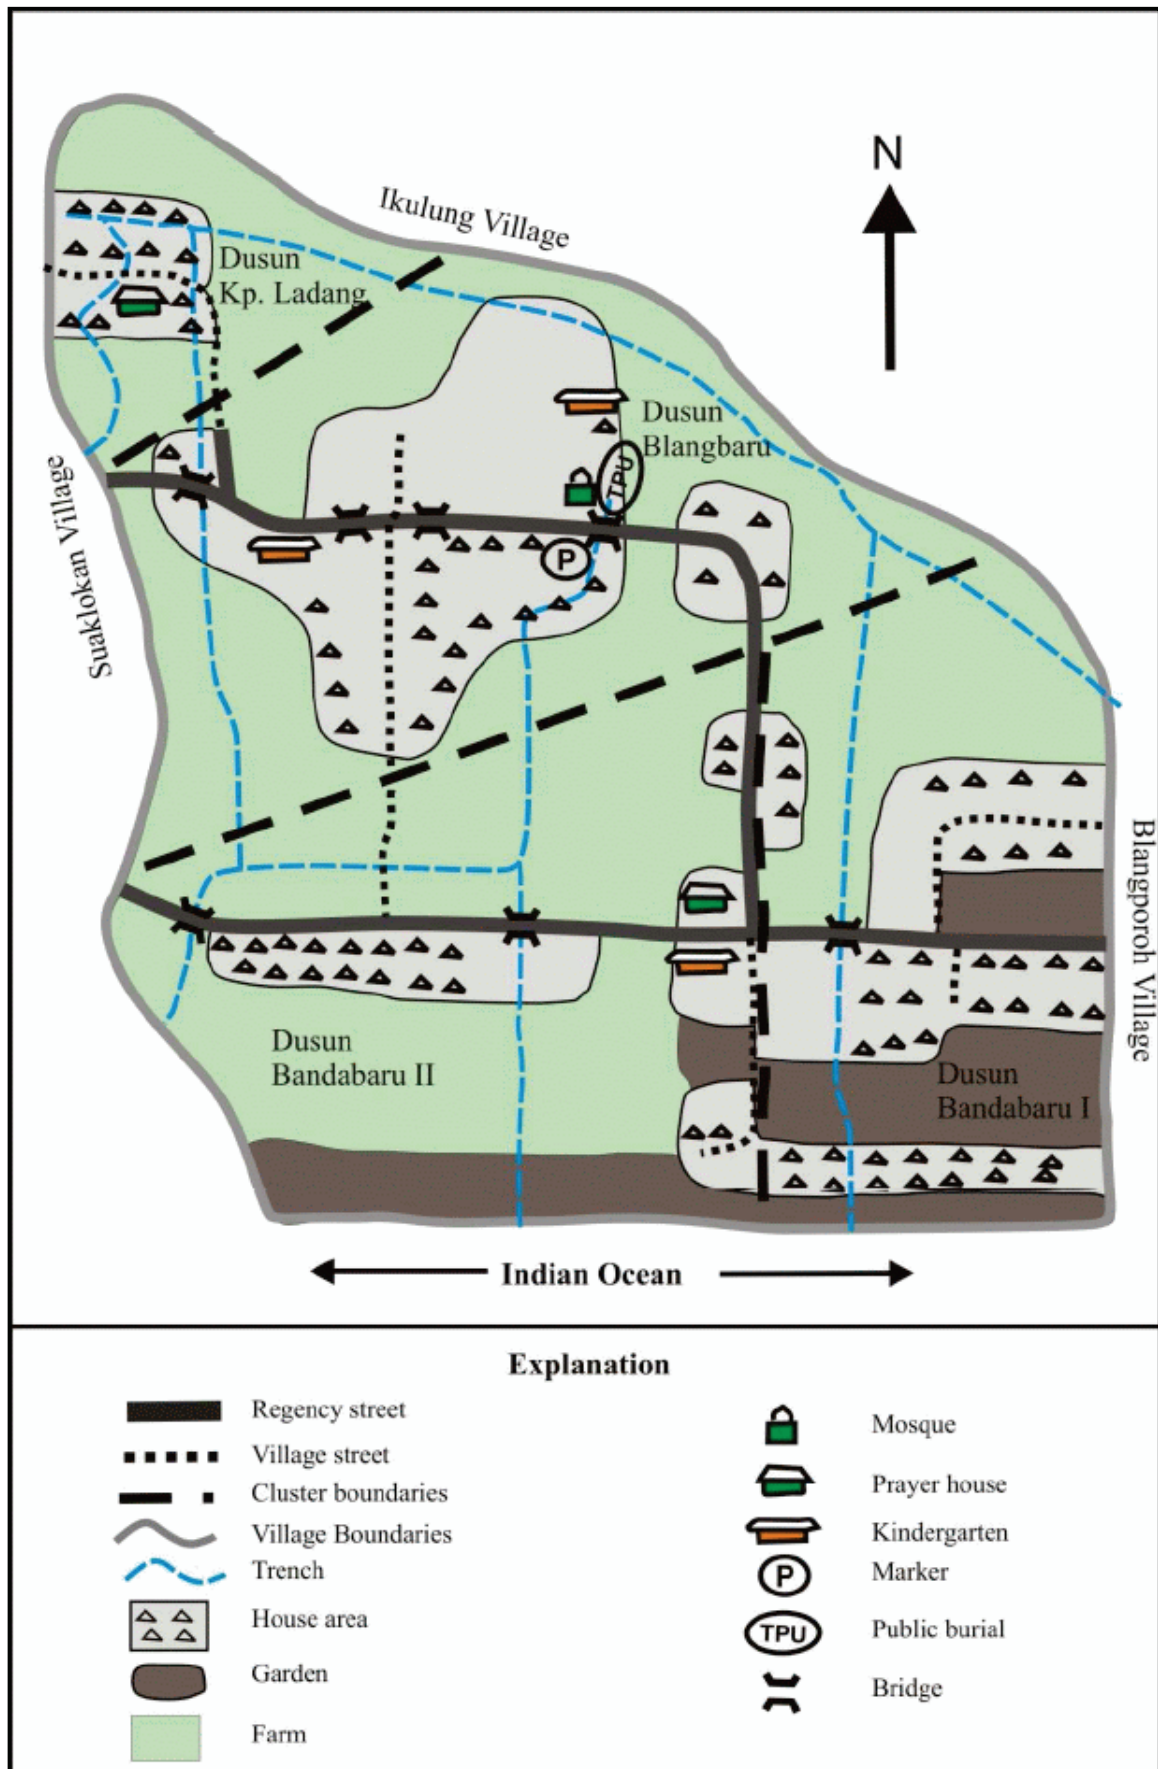 N
Ikulung Village
Dusun
Kp. Ladang
Dusun
Blangbaru
TPU
P
Suaklokan Village
Blangporoh Village
Dusun
Bandabaru II
Dusun
Bandabaru I
Indian Ocean
Explanation
Regency street
Village street
Cluster boundaries
Village Boundaries
Trench
House area
Garden
Farm
Mosque
Prayer house
Kindergarten
P
Marker
TPU
Public burial
Bridge